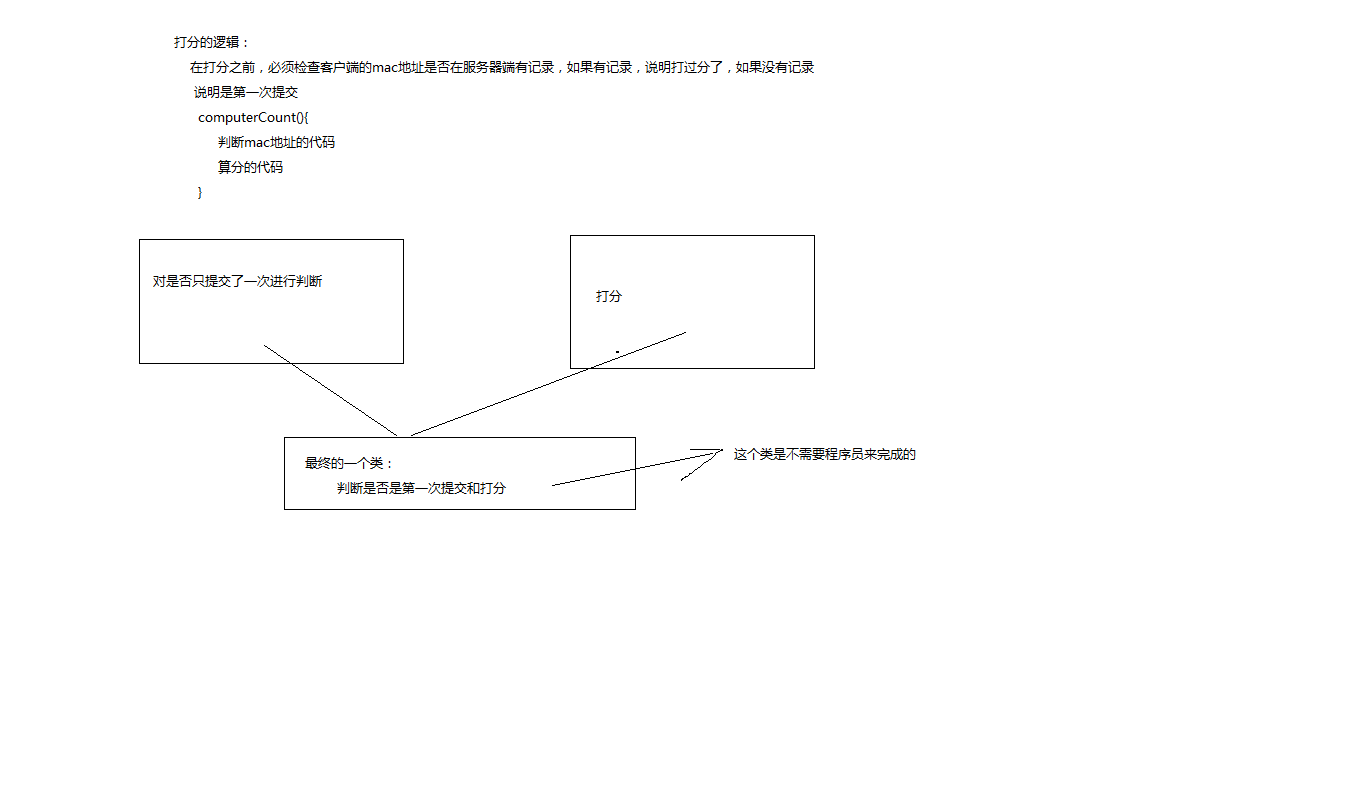 打分的逻辑：
在打分之前，必须检查客户端的mac地址是否在服务器端有记录，如果有记录，说明打过分了，如果没有记录
说明是第一次提交
computerCount(){
判断mac地址的代码
算分的代码
}
对是否只提交了一次进行判断
打分
最终的一个类：
判断是否是第一次提交和打分
这个类是不需要程序员来完成的